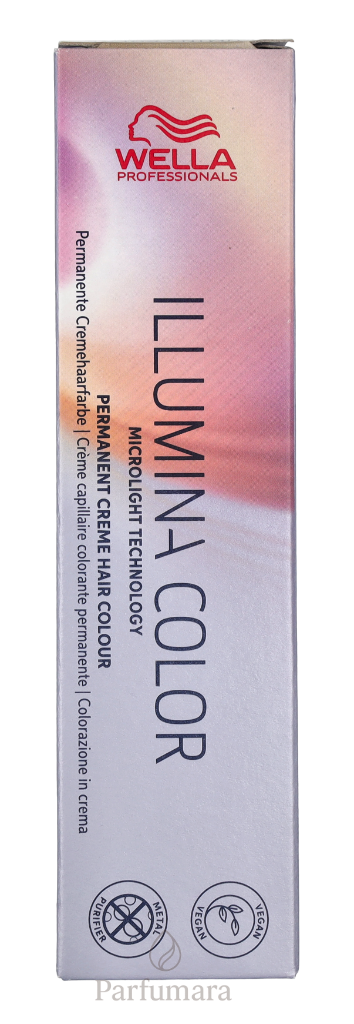 WELLA
PROFESSIONALS
ILLUMINA COLOR
MICROLIGHT TECHNOLOGY
PERMANENT CREME HAIR COLOUR
Permanente Cremehaarfarbe | Crème capillaire colorante permanente | Colorazione in crema
METAL
PURIFIER
VEGAN
VEGAN
Parfumara